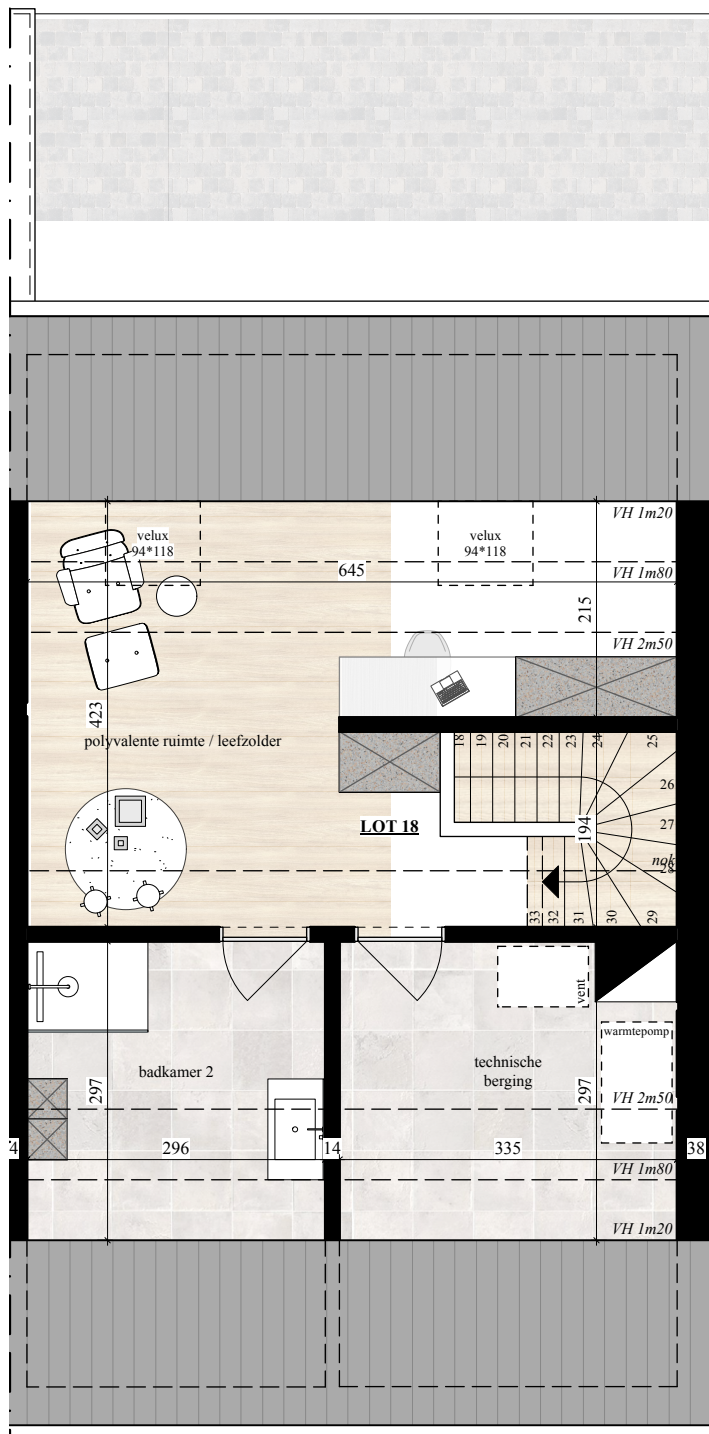 VH 1m20
velux
94*118
velux
94*118
645
VH 1m80
215
VH 2m50
423
polyvalente ruimte / leefzolder
18
19
20
21
22
23
24
25
26
27
28
29
30
31
32
33
LOT 18
194
nok
vent
warmtepomp
badkamer 2
technische
berging
297
297
VH 2m50
296
14
335
38
VH 1m80
VH 1m20